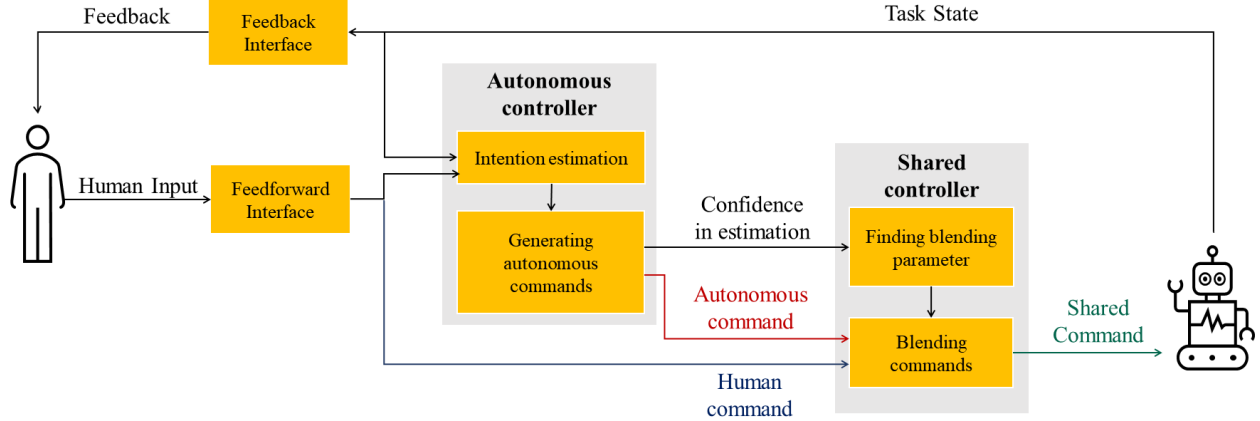 Feedback
Feedback
Interface
Task State
Autonomous
controller
Intention estimation
Human Input
Feedforward
Interface
Generating
autonomous
commands
Confidence
in estimation
Shared
controller
Finding blending
parameter
Autonomous
command
Blending
commands
Shared
Command
Human
command